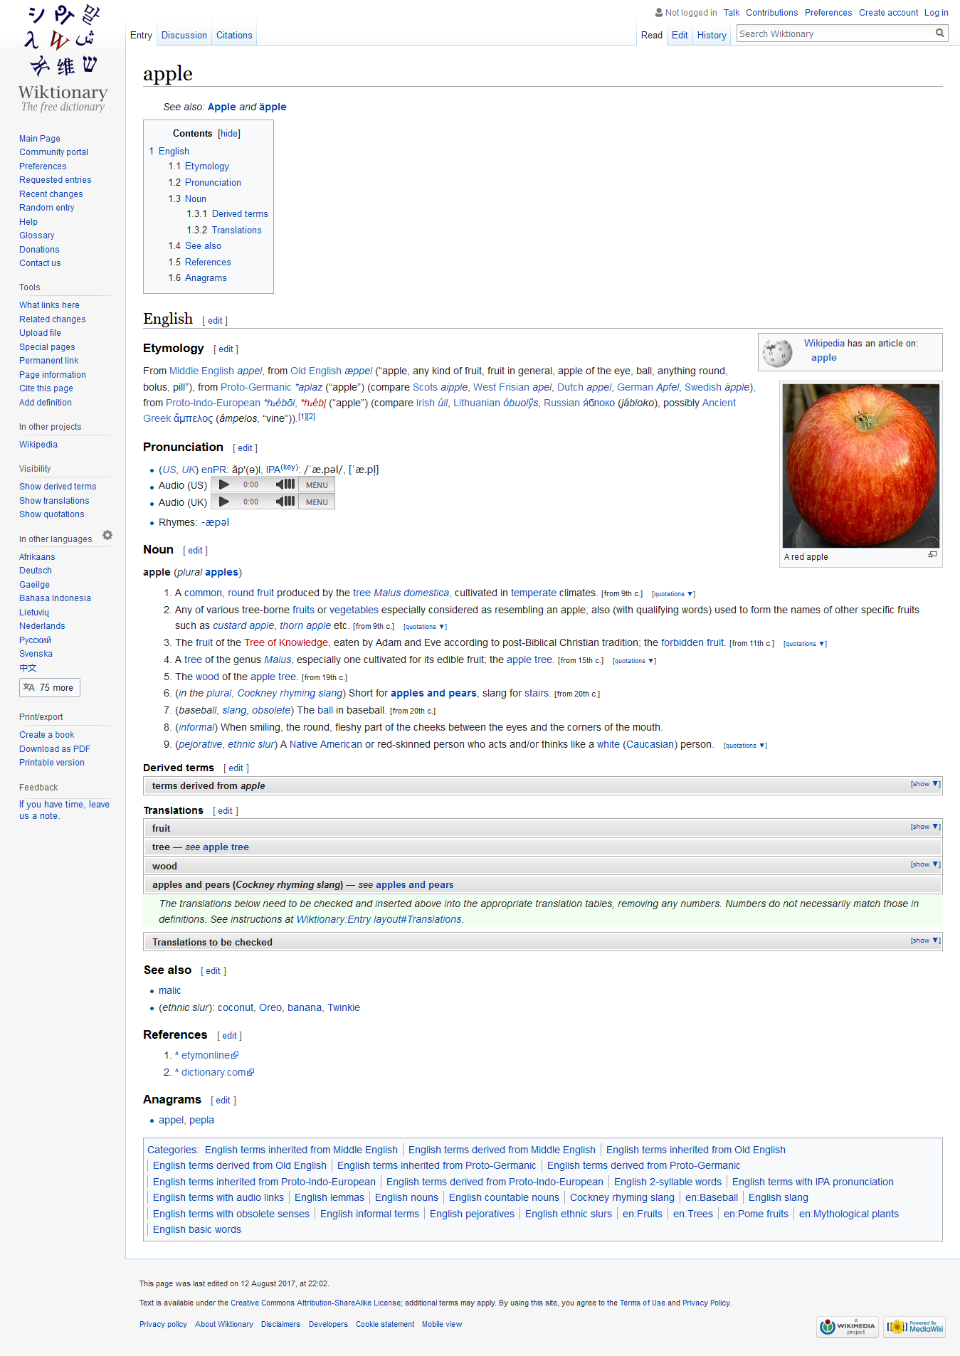 Not logged in Talk Contributions Preferences Create account Log in
Entry Discussion Citations Read Edit History Search Wiktionary
Wiktionary
The free dictionary
Main Page
Community portal
Preferences
Requested entries
Recent changes
Random entry
Help
Glossary
Donations
Contact us
Tools
What links here
Related changes
Upload file
Special pages
Permanent link
Page information
Cite this page
Add definition
In other projects
Wikipedia
Visibility
Show derived terms
Show translations
Show quotations
In other languages
Afrikaans
Deutsch
Gaeilge
Bahasa Indonesia
Lietuvių
Nederlands
Русский
Svenska
中文
75 more
Print/export
Create a book
Download as PDF
Printable version
Feedback
If you have time, leave
us a note.
apple
See also: Apple and äpple
Contents [hide]
1 English
1.1 Etymology
1.2 Pronunciation
1.3 Noun
1.3.1 Derived terms
1.3.2 Translations
1.4 See also
1.5 References
1.6 Anagrams
English [ edit ]
Wikipedia has an article on:
apple
Etymology [ edit ]
From Middle English appel, from Old English æppel (“apple, any kind of fruit, fruit in general, apple of the eye, ball, anything round,
bolus, pill”), from Proto-Germanic *aplaz (“apple”) (compare Scots aipple, West Frisian apel, Dutch appel, German Apfel, Swedish äpple),
from Proto-Indo-European (“apple”) (compare Irish úll, Lithuanian óbuolỹs, Russian я́блоко (jábloko), possibly Ancient
Greek ἄμπελος (ámpelos, “vine”)).[1][2]
A red apple
Pronunciation [ edit ]
(US, UK) enPR: ăp'(ə)l, IPA(key): /ˈæ.pəl/, [ˈæ.pl̩]
Audio (US) 0:00 MENU
Audio (UK) 0:00 MENU
Rhymes: -æpəl
Noun [ edit ]
apple (plural apples)
1. A common, round fruit produced by the tree Malus domestica, cultivated in temperate climates. [from 9th c.] [quotations ▼]
2. Any of various tree-borne fruits or vegetables especially considered as resembling an apple; also (with qualifying words) used to form the names of other specific fruits
such as custard apple, thorn apple etc. [from 9th c.] [quotations ▼]
3. The fruit of the Tree of Knowledge, eaten by Adam and Eve according to post-Biblical Christian tradition; the forbidden fruit. [from 11th c.] [quotations ▼]
4. A tree of the genus Malus, especially one cultivated for its edible fruit; the apple tree. [from 15th c.] [quotations ▼]
5. The wood of the apple tree. [from 19th c.]
6. (in the plural, Cockney rhyming slang) Short for apples and pears, slang for stairs. [from 20th c.]
7. (baseball, slang, obsolete) The ball in baseball. [from 20th c.]
8. (informal) When smiling, the round, fleshy part of the cheeks between the eyes and the corners of the mouth.
9. (pejorative, ethnic slur) A Native American or red-skinned person who acts and/or thinks like a white (Caucasian) person. [quotations ▼]
Derived terms [ edit ]
terms derived from apple [show ▼]
Translations [ edit ]
fruit [show ▼]
tree — see apple tree
wood [show ▼]
apples and pears (Cockney rhyming slang) — see apples and pears
The translations below need to be checked and inserted above into the appropriate translation tables, removing any numbers. Numbers do not necessarily match those in
definitions. See instructions at Wiktionary:Entry layout#Translations.
Translations to be checked [show ▼]
See also [ edit ]
malic
(ethnic slur): coconut, Oreo, banana, Twinkie
References [ edit ]
1. ^ etymonline
2. ^ dictionary.com
Anagrams [ edit ]
appel, pepla
Categories: English terms inherited from Middle English English terms derived from Middle English English terms inherited from Old English
English terms derived from Old English English terms inherited from Proto-Germanic English terms derived from Proto-Germanic
English terms inherited from Proto-Indo-European English terms derived from Proto-Indo-European English 2-syllable words English terms with IPA pronunciation
English terms with audio links English lemmas English nouns English countable nouns Cockney rhyming slang en:Baseball English slang
English terms with obsolete senses English informal terms English pejoratives English ethnic slurs en:Fruits en:Trees en:Pome fruits en:Mythological plants
English basic words
This page was last edited on 12 August 2017, at 22:02.
Text is available under the Creative Commons Attribution-ShareAlike License; additional terms may apply. By using this site, you agree to the Terms of Use and Privacy Policy.
Privacy policy About Wiktionary Disclaimers Developers Cookie statement Mobile view
a WIKIMEDIA project
Powered By MediaWiki